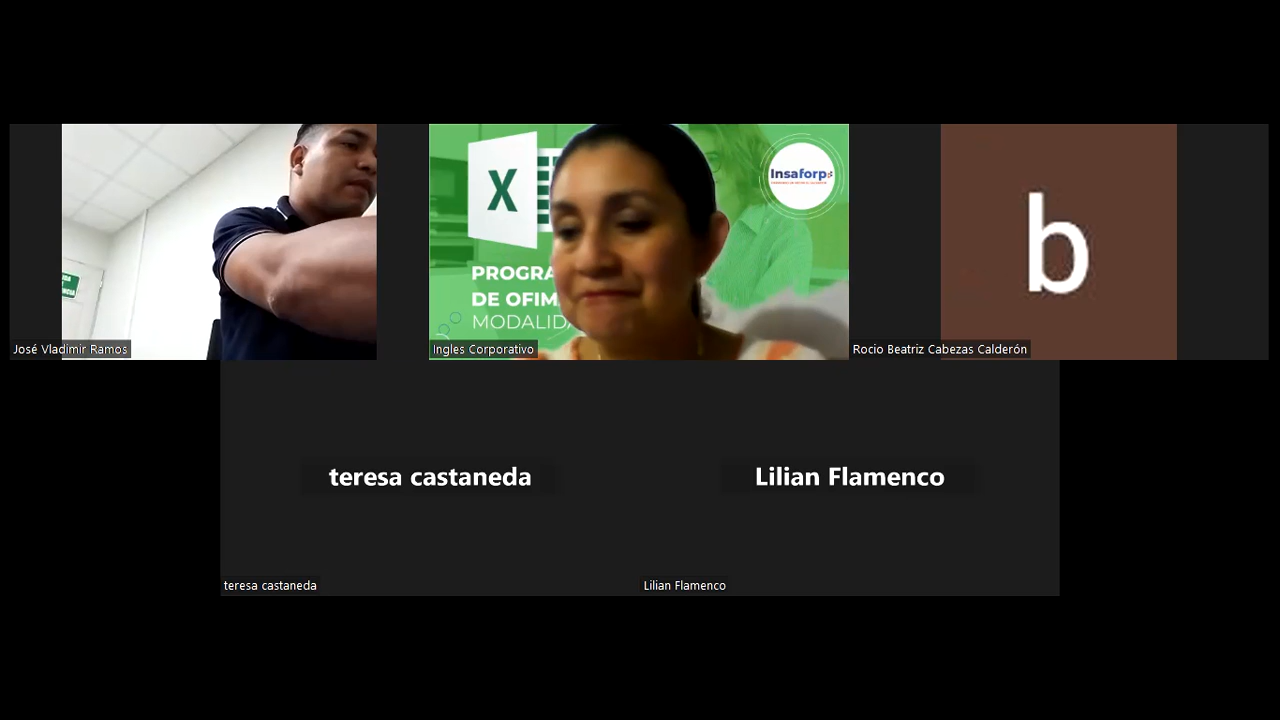 X
Insaforp
PROGRA
DE OFIM
MODALIDA
José Vladimir Ramos
Ingles Corporativo
b
Rocio Beatriz Cabezas Calderón
teresa castaneda
Lilian Flamenco
teresa castaneda
Lilian Flamenco